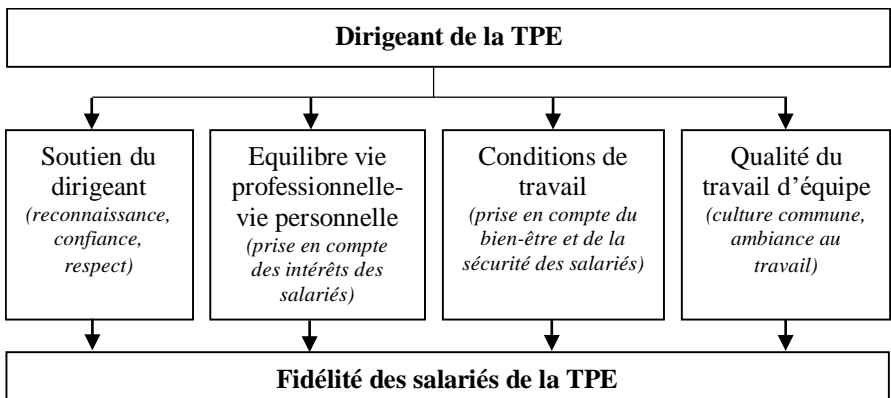 Dirigeant de la TPE
Soutien du
dirigeant
(reconnaissance,
confiance,
respect)
Equilibre vie
professionnelle-
vie personnelle
(prise en compte
des intérêts des
salariés)
Conditions de
travail
(prise en compte du
bien-être et de la
sécurité des salariés)
Qualité du
travail d'équipe
(culture commune,
ambiance au
travail)
Fidélité des salariés de la TPE